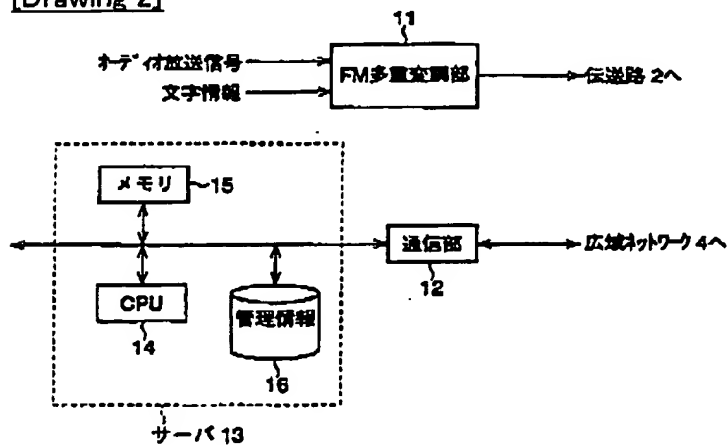 [Drawing 2]
11
オーディオ放送信号
FM多重変調部
伝送路 2へ
文字情報
メモリ
15
通信部
広域ネットワーク 4へ
12
CPU
管理情報
14
16
サーバ 13